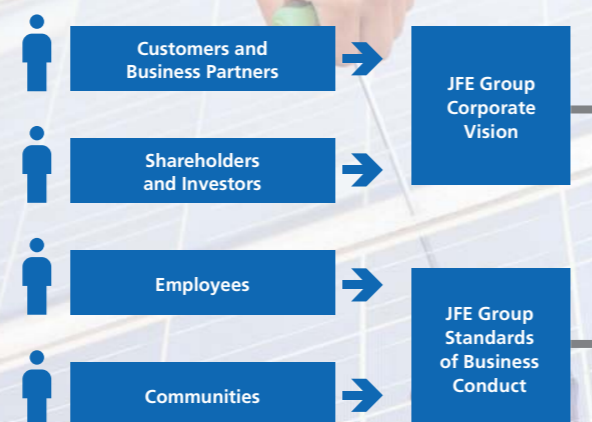 Customers and
Business Partners
JFE Group
Corporate
Vision
Shareholders
and Investors
Employees
JFE Group
Standards
of Business
Conduct
Communities